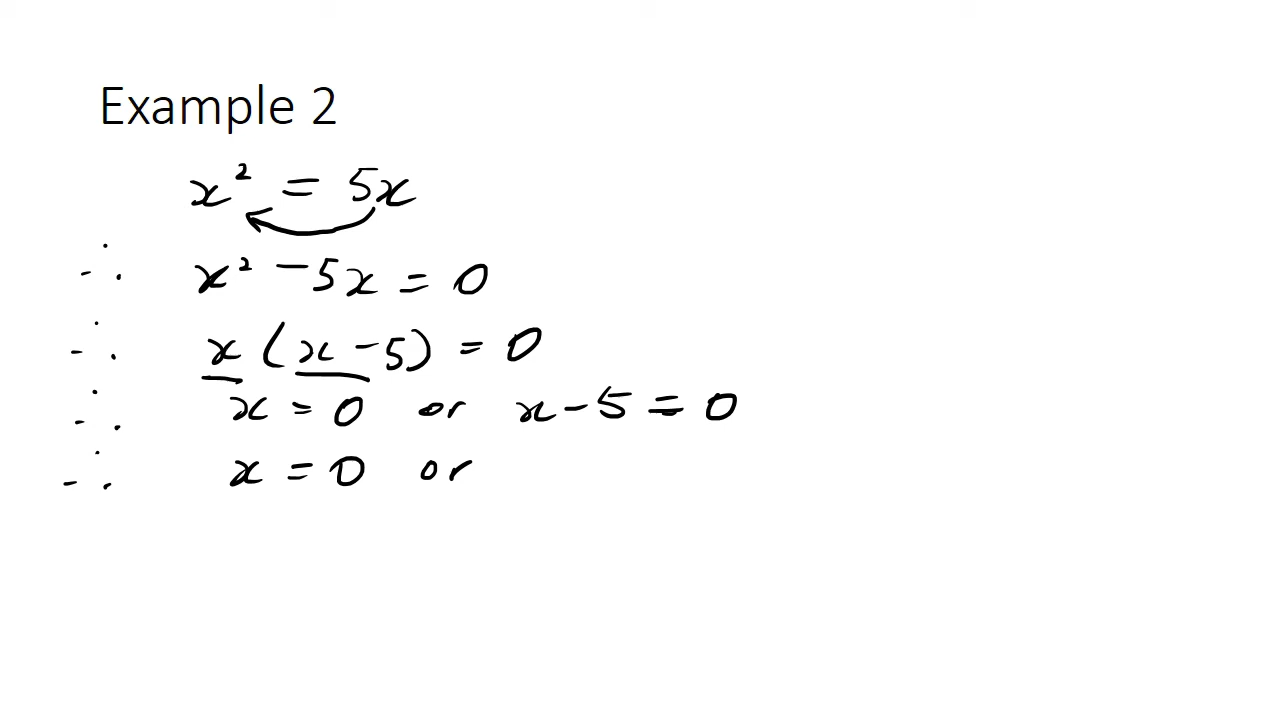 Example 2
x² = 5x
∴ x² - 5x = 0
∴ x (x - 5) = 0
∴ x = 0 or x - 5 = 0
∴ x = 0 or